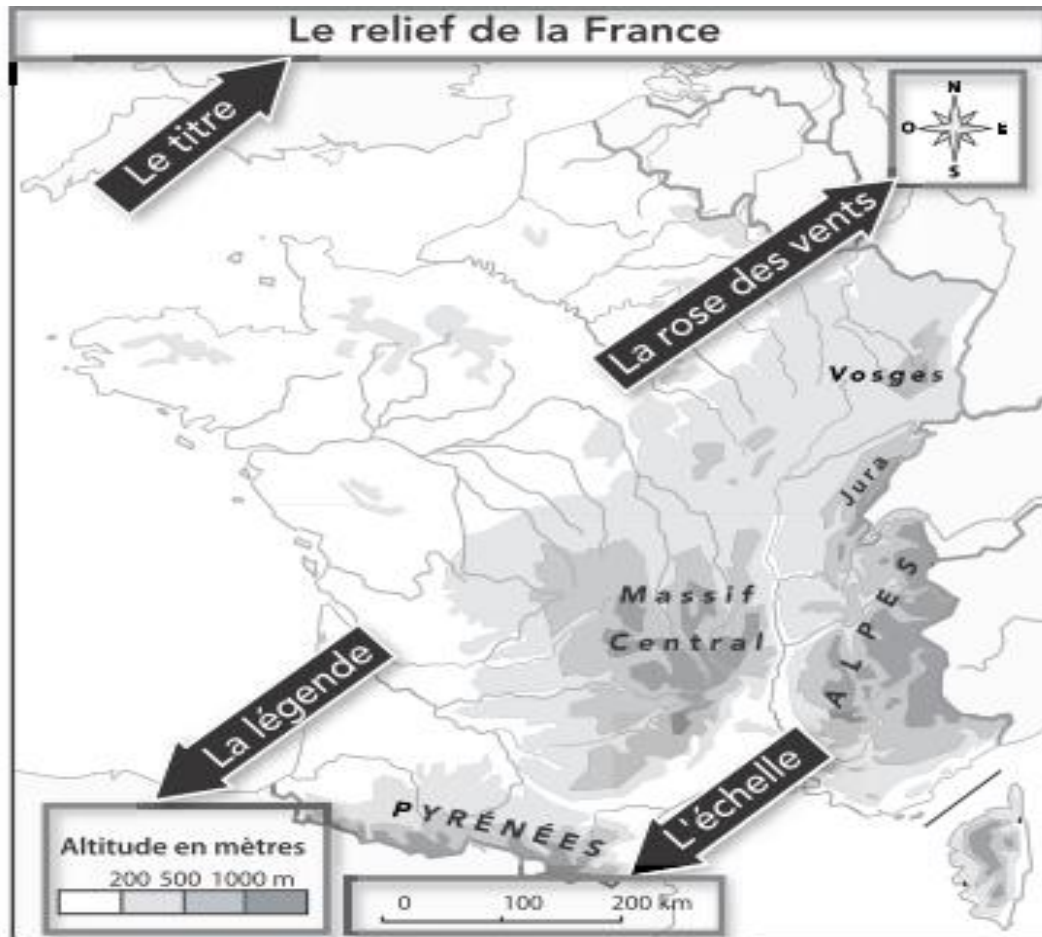 Le relief de la France
Le titre
N
O E
S
La rose des vents
Vosges
Jura
Massif
Central
ALPES
La légende
L'échelle
PYRÉNÉES
Altitude en mètres
200 500 1000 m
0 100 200 km